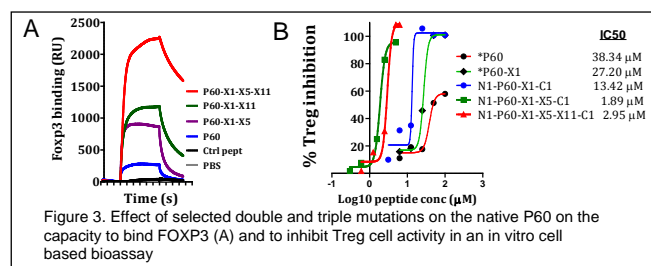 A
Foxp3 binding (RU)
2500
2000
1500
1000
500
0
Time (s)
P60-X1-X5-X11
P60-X1-X11
P60-X1-X5
P60
Ctrl pept
PBS
B
% Treg inhibition
100
80
60
40
20
0
-1
0
1
2
3
Log10 peptide conc (μM)
IC50
*P60 38.34 μM
*P60-X1 27.20 μM
N1-P60-X1-C1 13.42 μM
N1-P60-X1-X5-C1 1.89 μM
N1-P60-X1-X5-X11-C1 2.95 μM
Figure 3. Effect of selected double and triple mutations on the native P60 on the
capacity to bind FOXP3 (A) and to inhibit Treg cell activity in an in vitro cell
based bioassay